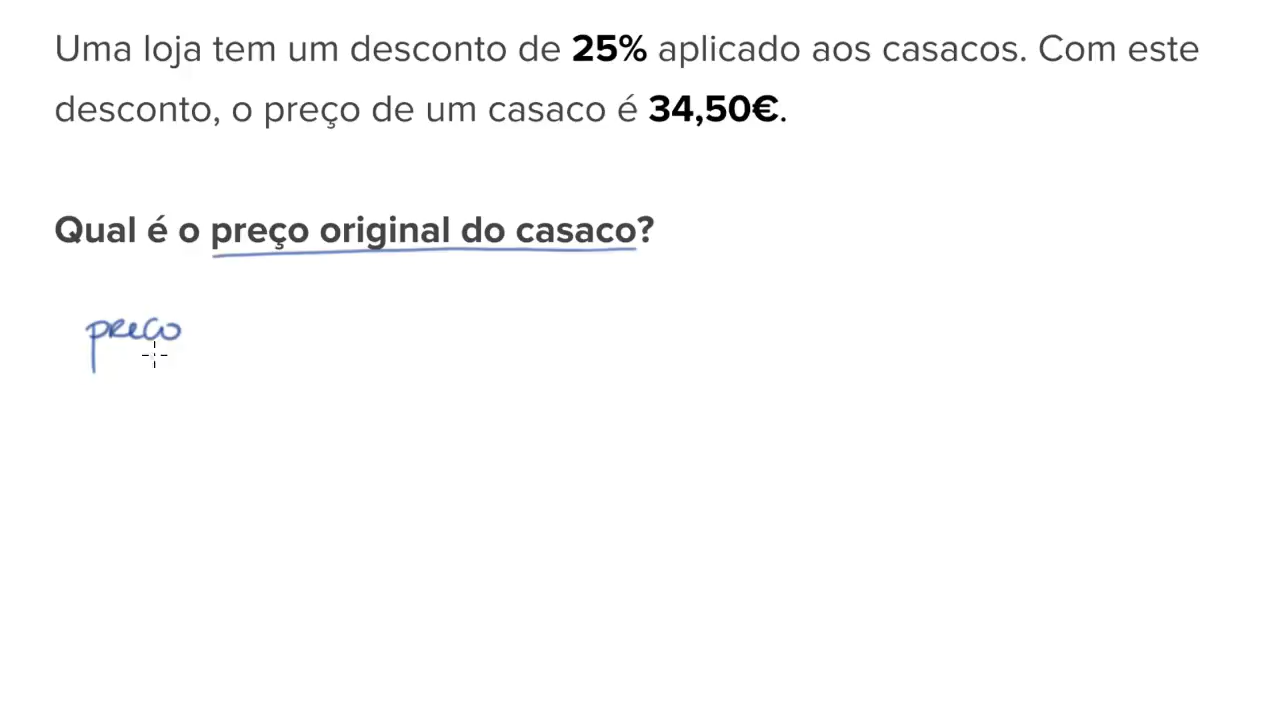 Uma loja tem um desconto de 25% aplicado aos casacos. Com este
desconto, o preço de um casaco é 34,50€.
Qual é o preço original do casaco?
preco